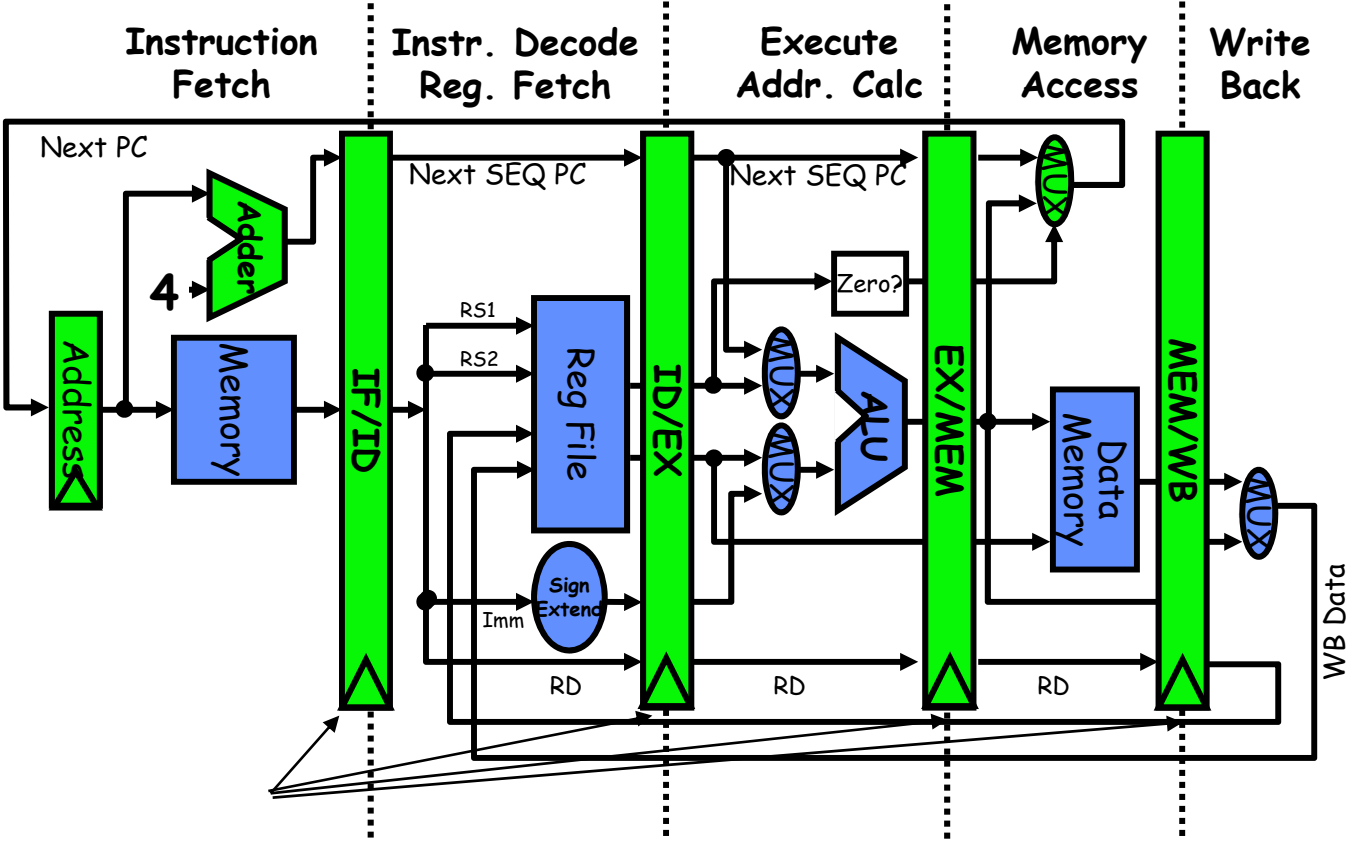 Instruction
Fetch
Instr. Decode
Reg. Fetch
Execute
Addr. Calc
Memory
Access
Write
Back
Next PC
Next SEQ PC
Next SEQ PC
MUX
Adder
4
Zero?
Address
Memory
IF/ID
RS1
RS2
Reg File
ID/EX
MUX
MUX
ALU
EX/MEM
Data
Memory
MEM/WB
MUX
Sign
Extend
Imm
RD
RD
RD
WB Data